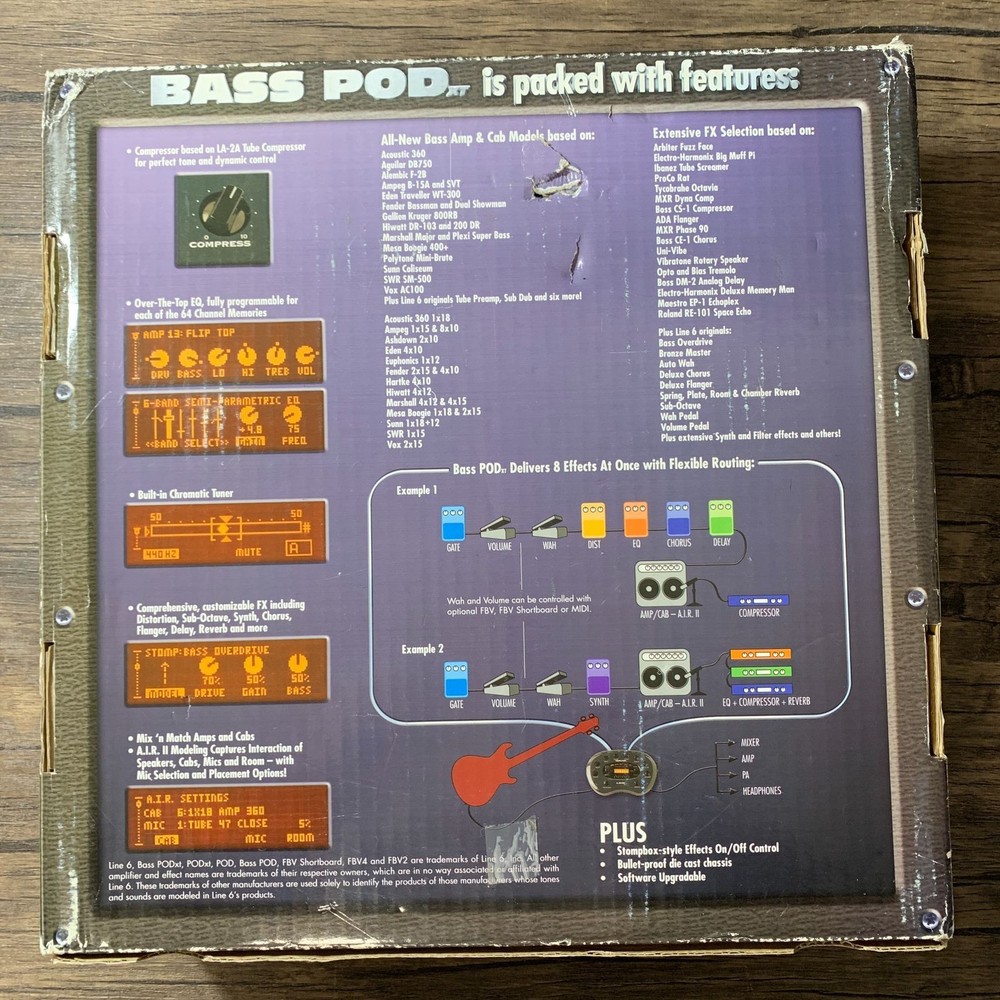 BASS PODxt is packed with features:
• Compressor based on LA-2A Tube Compressor
for perfect tone and dynamic control
0 10
COMPRESS
• Over-The-Top EQ, fully programmable for
each of the 64 Channel Memories
AMP 13: FLIP TOP
DRV BASS LO HI TREB VOL
6-BAND SEMI-PARAMETRIC EQ
+4.8 75
<<BAND SELECT>> GAIN FREQ
• Built-in Chromatic Tuner
50 50
440HZ MUTE A
• Comprehensive, customizable FX including
Distortion, Sub-Octave, Synth, Chorus,
Flanger, Delay, Reverb and more
STOMP: BASS OVERDRIVE
70% 50% 50%
MODEL DRIVE GAIN BASS
• Mix 'n Match Amps and Cabs
• A.I.R. II Modeling Captures Interaction of
Speakers, Cabs, Mics and Room – with
Mic Selection and Placement Options!
A.I.R. SETTINGS
CAB 6:1X18 AMP 360
MIC 1:TUBE 47 CLOSE 5%
CAB MIC ROOM
All-New Bass Amp & Cab Models based on:
Acoustic 360
Aguilar DB750
Alembic F-2B
Ampeg B-15A and SVT
Eden Traveller WT-300
Fender Bassman and Dual Showman
Gallien Kruger 800RB
Hiwatt DR-103 and 200 DR
Marshall Major and Plexi Super Bass
Mesa Boogie 400+
Polytone Mini-Brute
Sunn Coliseum
SWR SM-500
Vox AC100
Plus Line 6 originals Tube Preamp, Sub Dub and six more!
Acoustic 360 1x18
Ampeg 1x15 & 8x10
Ashdown 2x10
Eden 4x10
Euphonics 1x12
Fender 2x15 & 4x10
Hartke 4x10
Hiwatt 4x12
Marshall 4x12 & 4x15
Mesa Boogie 1x18 & 2x15
Sunn 1x18+12
SWR 1x15
Vox 2x15
Extensive FX Selection based on:
Arbiter Fuzz Face
Electro-Harmonix Big Muff Pi
Ibanez Tube Screamer
ProCo Rat
Tycobrahe Octavia
MXR Dyna Comp
Boss CS-1 Compressor
ADA Flanger
MXR Phase 90
Boss CE-1 Chorus
Uni-Vibe
Vibratone Rotary Speaker
Opto and Bias Tremolo
Boss DM-2 Analog Delay
Electro-Harmonix Deluxe Memory Man
Maestro EP-1 Echoplex
Roland RE-101 Space Echo
Plus Line 6 originals:
Bass Overdrive
Bronze Master
Auto Wah
Deluxe Chorus
Deluxe Flanger
Spring, Plate, Room & Chamber Reverb
Sub-Octave
Wah Pedal
Volume Pedal
Plus extensive Synth and Filter effects and others!
Bass PODxt Delivers 8 Effects At Once with Flexible Routing:
Example 1
GATE VOLUME WAH DIST EQ CHORUS DELAY
Wah and Volume can be controlled with
optional FBV, FBV Shortboard or MIDI.
AMP/CAB – A.I.R. II COMPRESSOR
Example 2
GATE VOLUME WAH SYNTH AMP/CAB – A.I.R. II EQ + COMPRESSOR + REVERB
MIXER
AMP
PA
HEADPHONES
PLUS
• Stompbox-style Effects On/Off Control
• Bullet-proof die cast chassis
• Software Upgradable
Line 6, Bass PODxt, PODxt, POD, Bass POD, FBV Shortboard, FBV4 and FBV2 are trademarks of Line 6, Inc. All other
amplifier and effect names are trademarks of their respective owners, which are in no way associated or affiliated with
Line 6. These trademarks of other manufacturers are used solely to identify the products of those manufacturers whose tones
and sounds are modeled in Line 6's products.